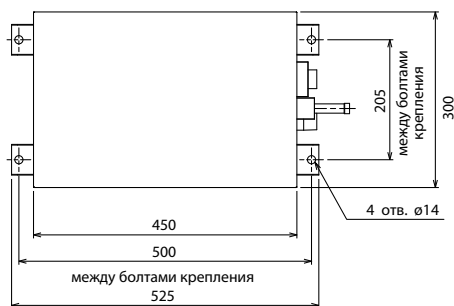 205
между болтами
крепления
300
4 отв. ø14
450
500
между болтами крепления
525